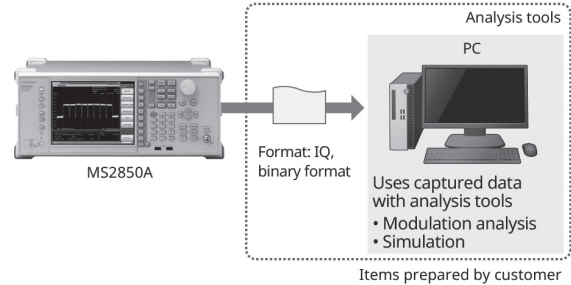 Analysis tools
PC
MS2850A
Format: IQ,
binary format
Uses captured data
with analysis tools
• Modulation analysis
• Simulation
Items prepared by customer